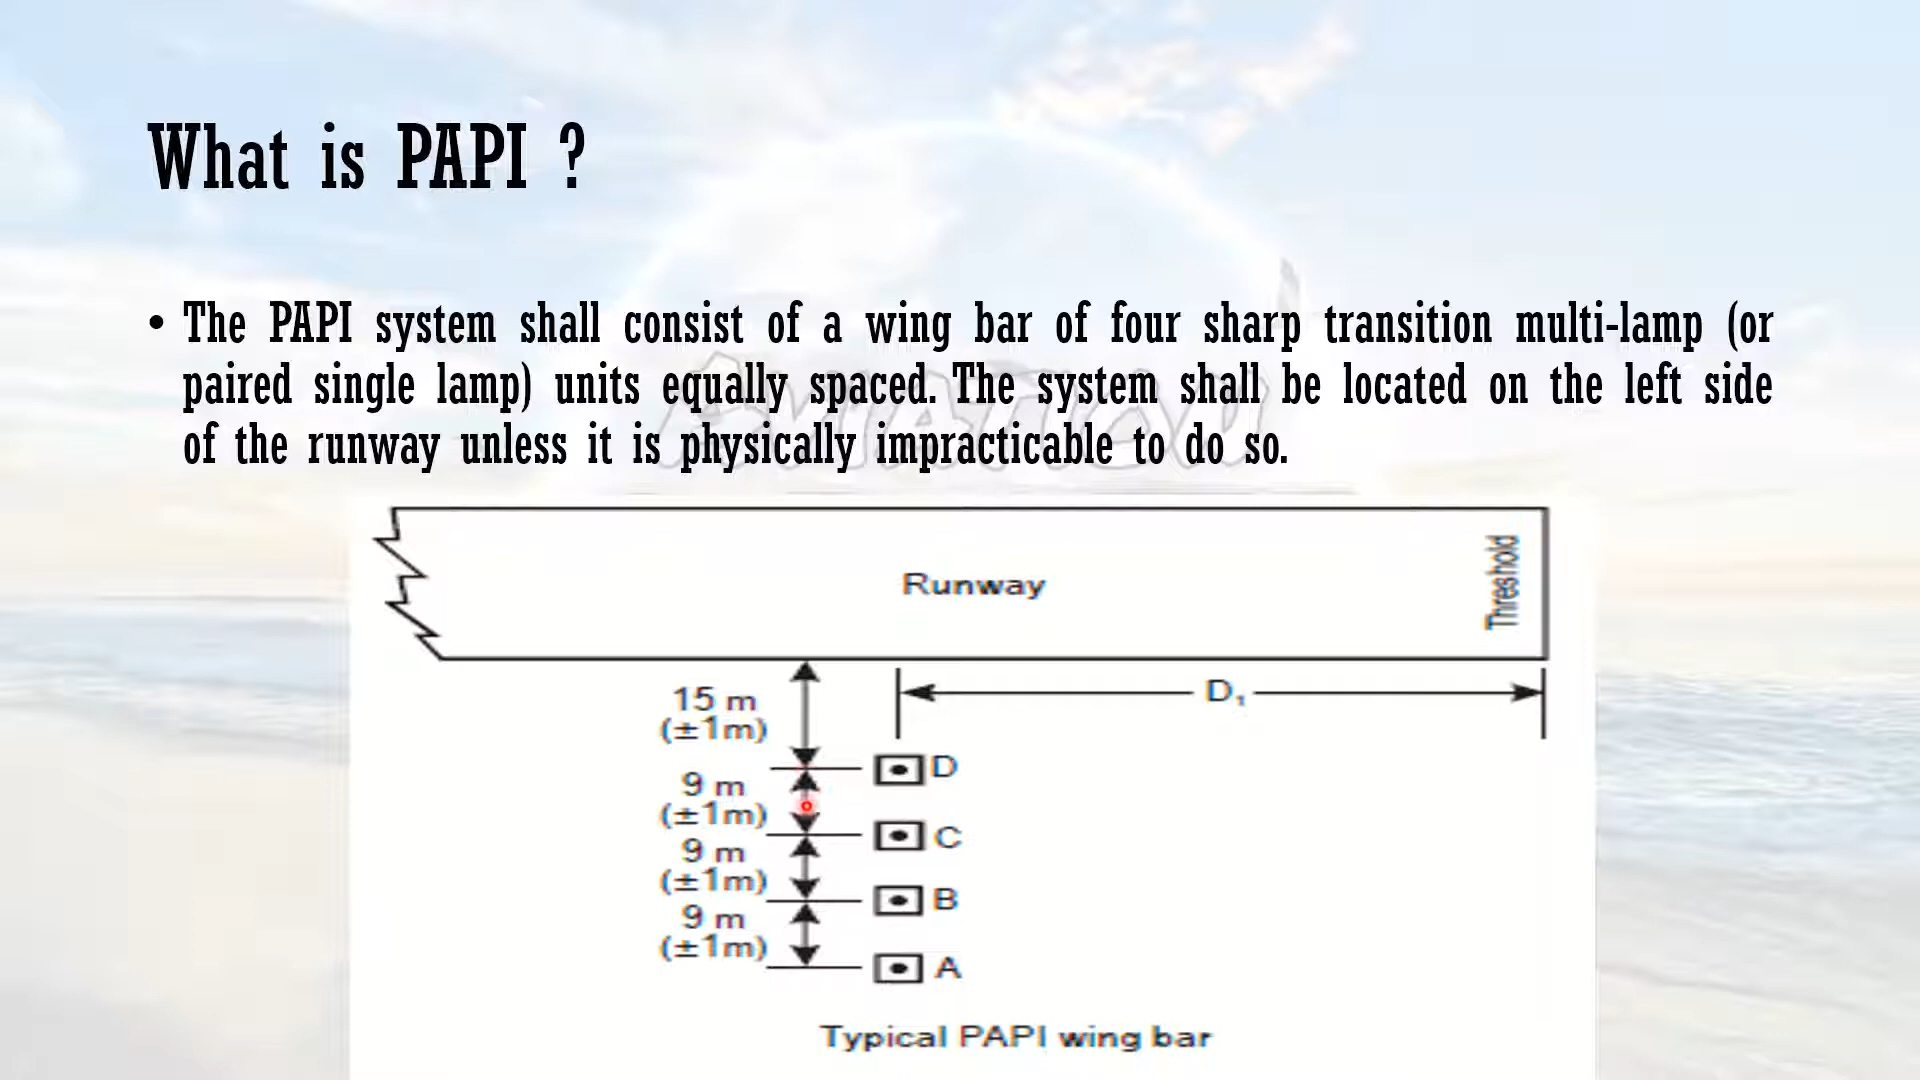 What is PAPI ?
• The PAPI system shall consist of a wing bar of four sharp transition multi-lamp (or
paired single lamp) units equally spaced. The system shall be located on the left side
of the runway unless it is physically impracticable to do so.
AVIATION
Runway
Threshold
15 m
(±1m)
D₁
D
9 m
(±1m)
C
9 m
(±1m)
B
9 m
(±1m)
A
Typical PAPI wing bar